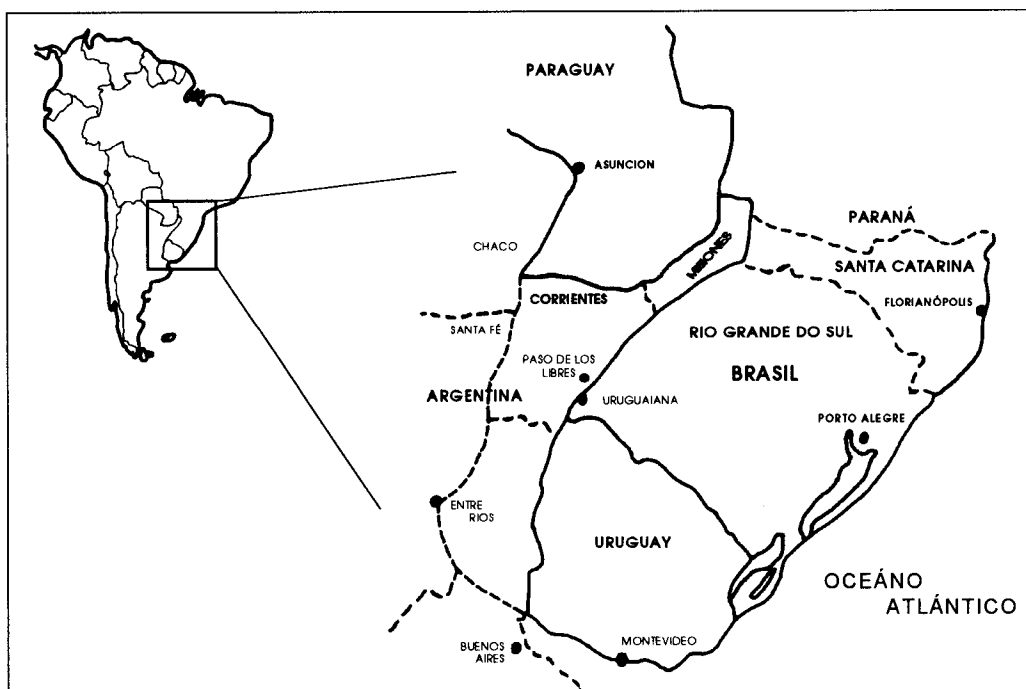 PARAGUAY
ASUNCION
PARANÁ
MISIONES
CHACO
SANTA CATARINA
CORRIENTES
FLORIANÓPOLIS
SANTA FÉ
RIO GRANDE DO SUL
PASO DE LOS
LIBRES
BRASIL
ARGENTINA
URUGUAIANA
PORTO ALEGRE
ENTRE
RIOS
URUGUAY
OCEÁNO
ATLÁNTICO
MONTEVIDEO
BUENOS
AIRES